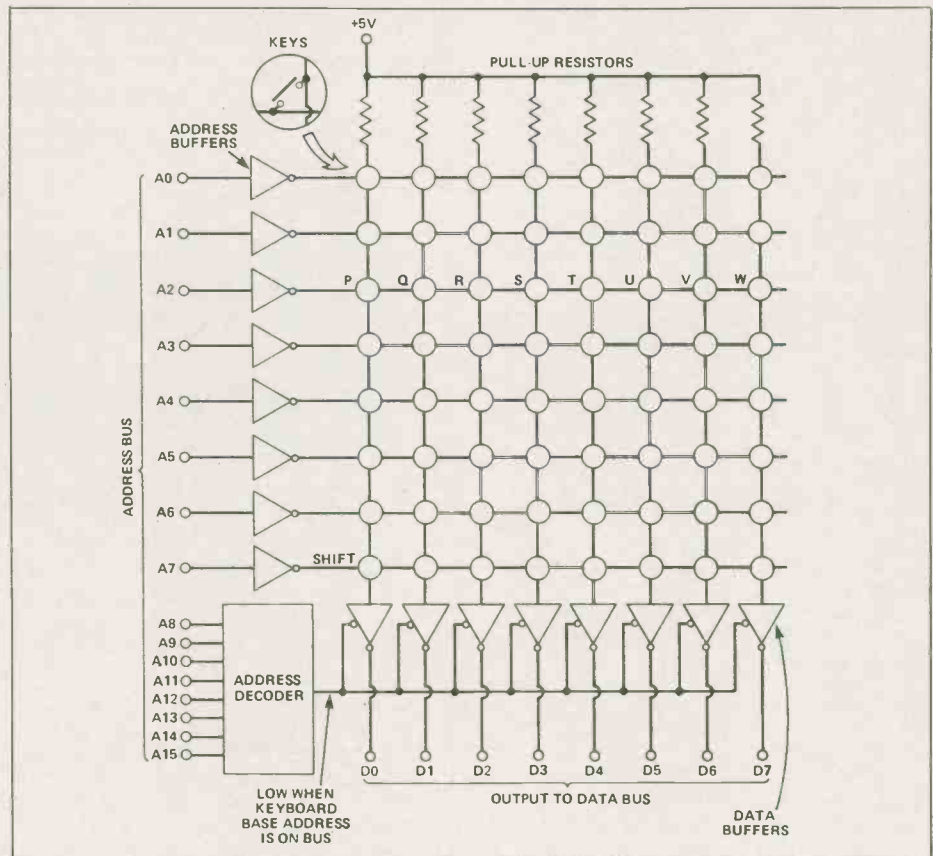 +5V
KEYS
PULL-UP RESISTORS
ADDRESS
BUFFERS
A0
A1
P Q R S T U V W
A2
A3
A4
A5
A6
SHIFT
A7
ADDRESS BUS
A8
A9
A10
A11
A12
A13
A14
A15
ADDRESS
DECODER
D0 D1 D2 D3 D4 D5 D6 D7
LOW WHEN
KEYBOARD
BASE ADDRESS
IS ON BUS
OUTPUT TO DATA BUS
DATA
BUFFERS